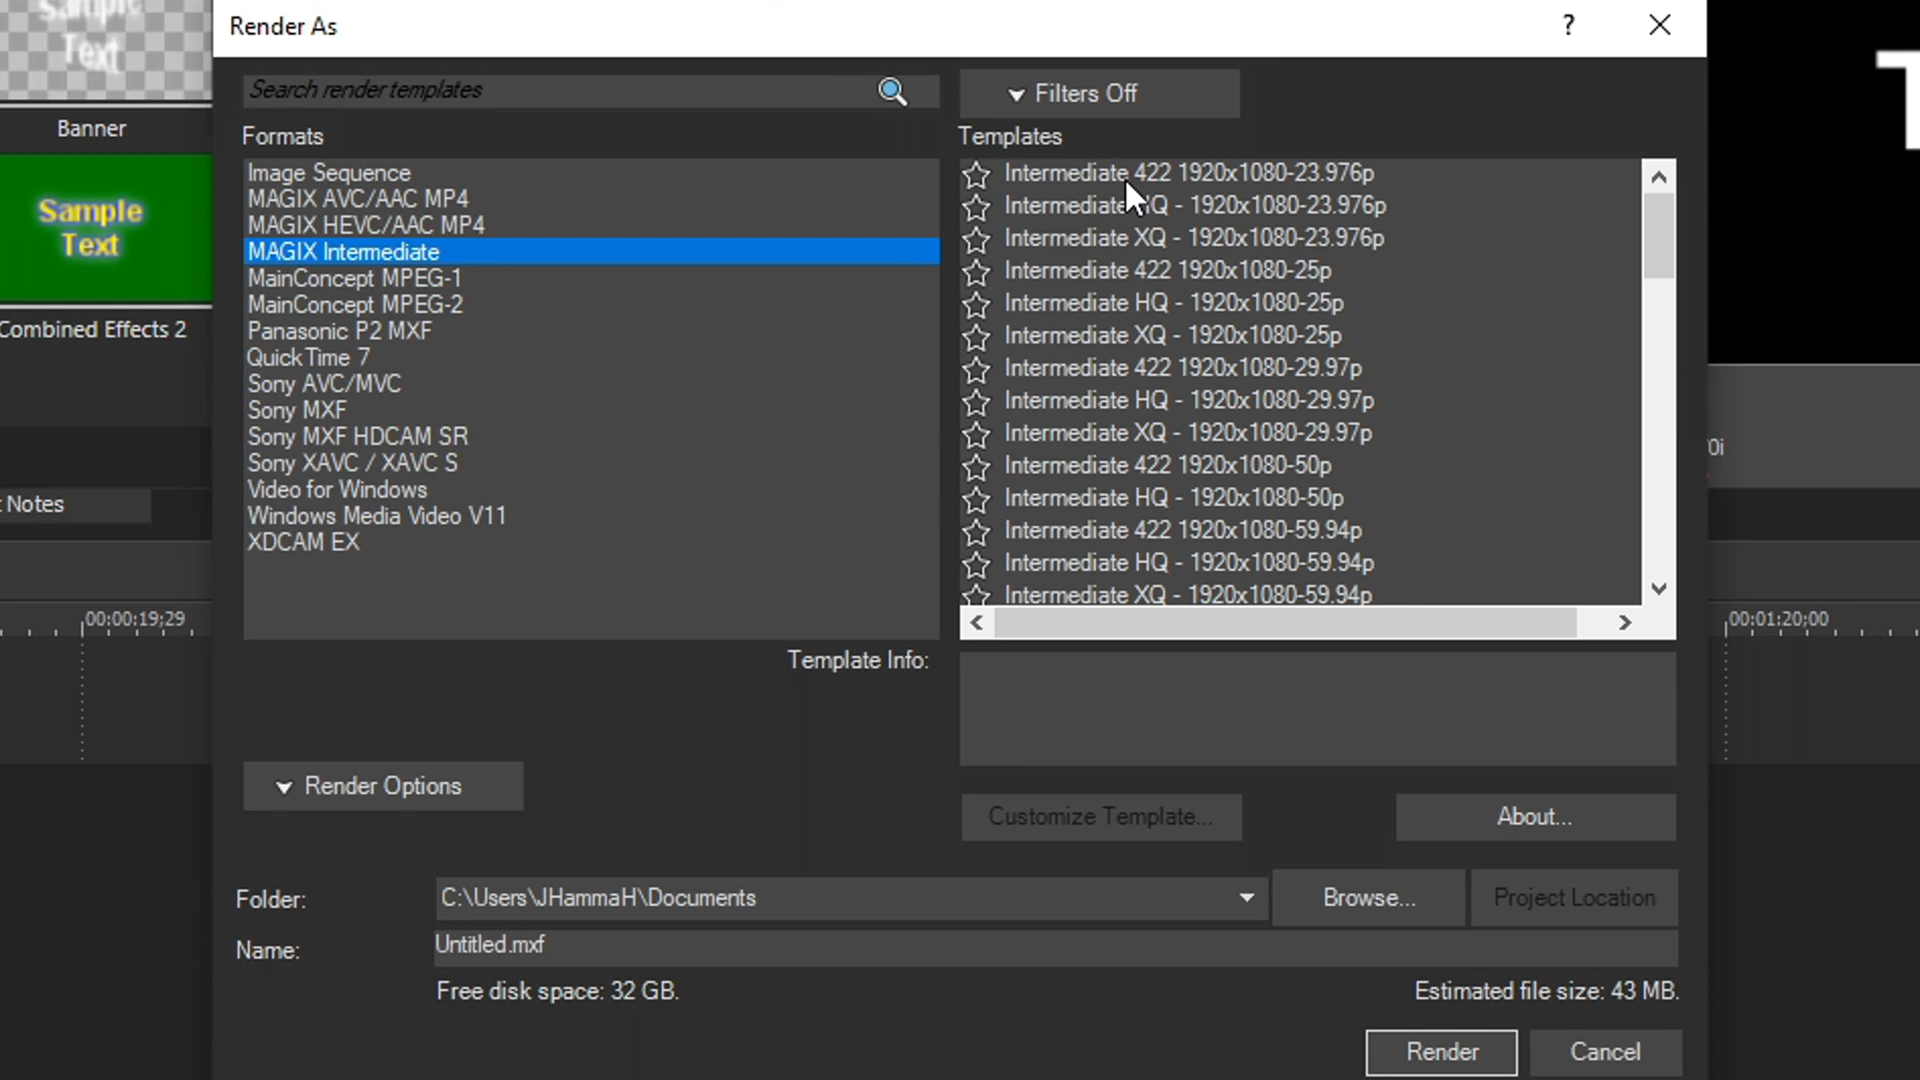 Sample
Text
Banner
Sample
Text
Combined Effects 2
Notes
00:00:19;29
Render As
?
Search render templates
Filters Off
Formats
Image Sequence
MAGIX AVC/AAC MP4
MAGIX HEVC/AAC MP4
MAGIX Intermediate
MainConcept MPEG-1
MainConcept MPEG-2
Panasonic P2 MXF
QuickTime 7
Sony AVC/MVC
Sony MXF
Sony MXF HDCAM SR
Sony XAVC / XAVC S
Video for Windows
Windows Media Video V11
XDCAM EX
Templates
Intermediate 422 1920x1080-23.976p
Intermediate HQ - 1920x1080-23.976p
Intermediate XQ - 1920x1080-23.976p
Intermediate 422 1920x1080-25p
Intermediate HQ - 1920x1080-25p
Intermediate XQ - 1920x1080-25p
Intermediate 422 1920x1080-29.97p
Intermediate HQ - 1920x1080-29.97p
Intermediate XQ - 1920x1080-29.97p
Intermediate 422 1920x1080-50p
Intermediate HQ - 1920x1080-50p
Intermediate 422 1920x1080-59.94p
Intermediate HQ - 1920x1080-59.94p
Intermediate XQ - 1920x1080-59.94p
Template Info:
Render Options
Customize Template...
About...
Folder:
C:\Users\JHammaH\Documents
Browse...
Project Location
Name:
Untitled.mxf
Free disk space: 32 GB.
Estimated file size: 43 MB.
Render
Cancel
T
0i
00:01:20;00